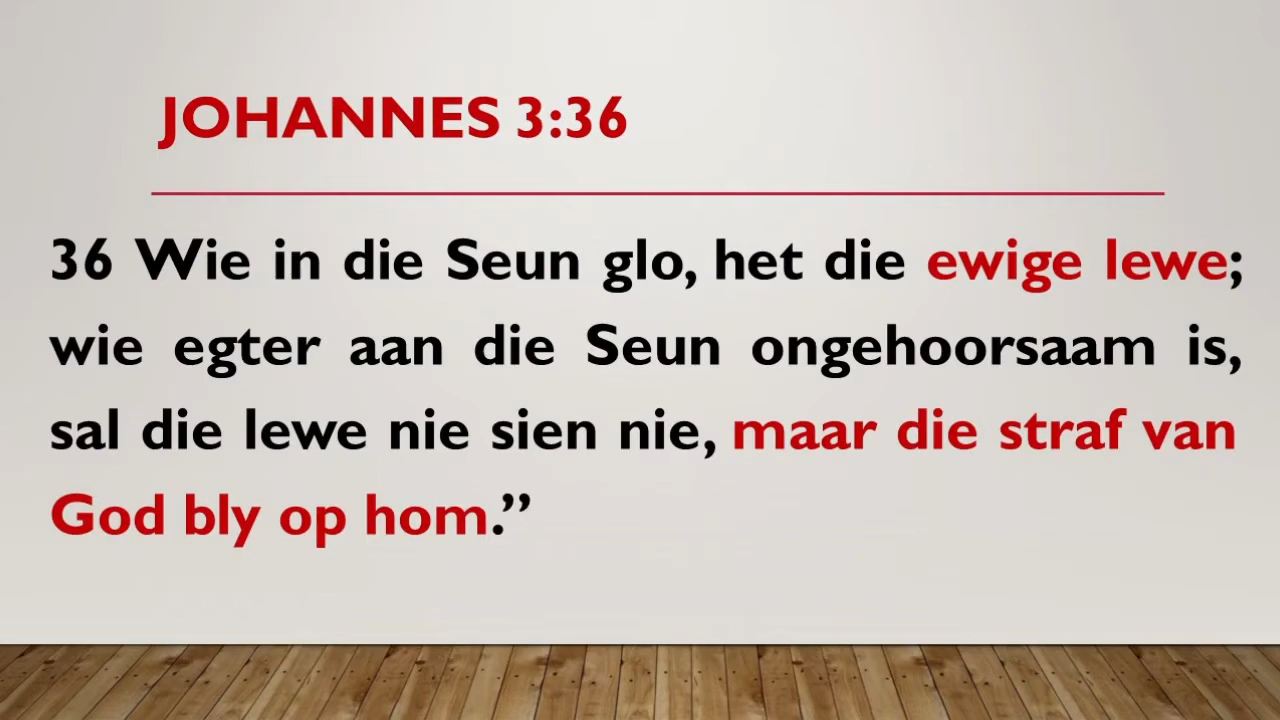 JOHANNES 3:36
36 Wie in die Seun glo, het die ewige lewe;
wie egter aan die Seun ongehoorsaam is,
sal die lewe nie sien nie, maar die straf van
God bly op hom.”